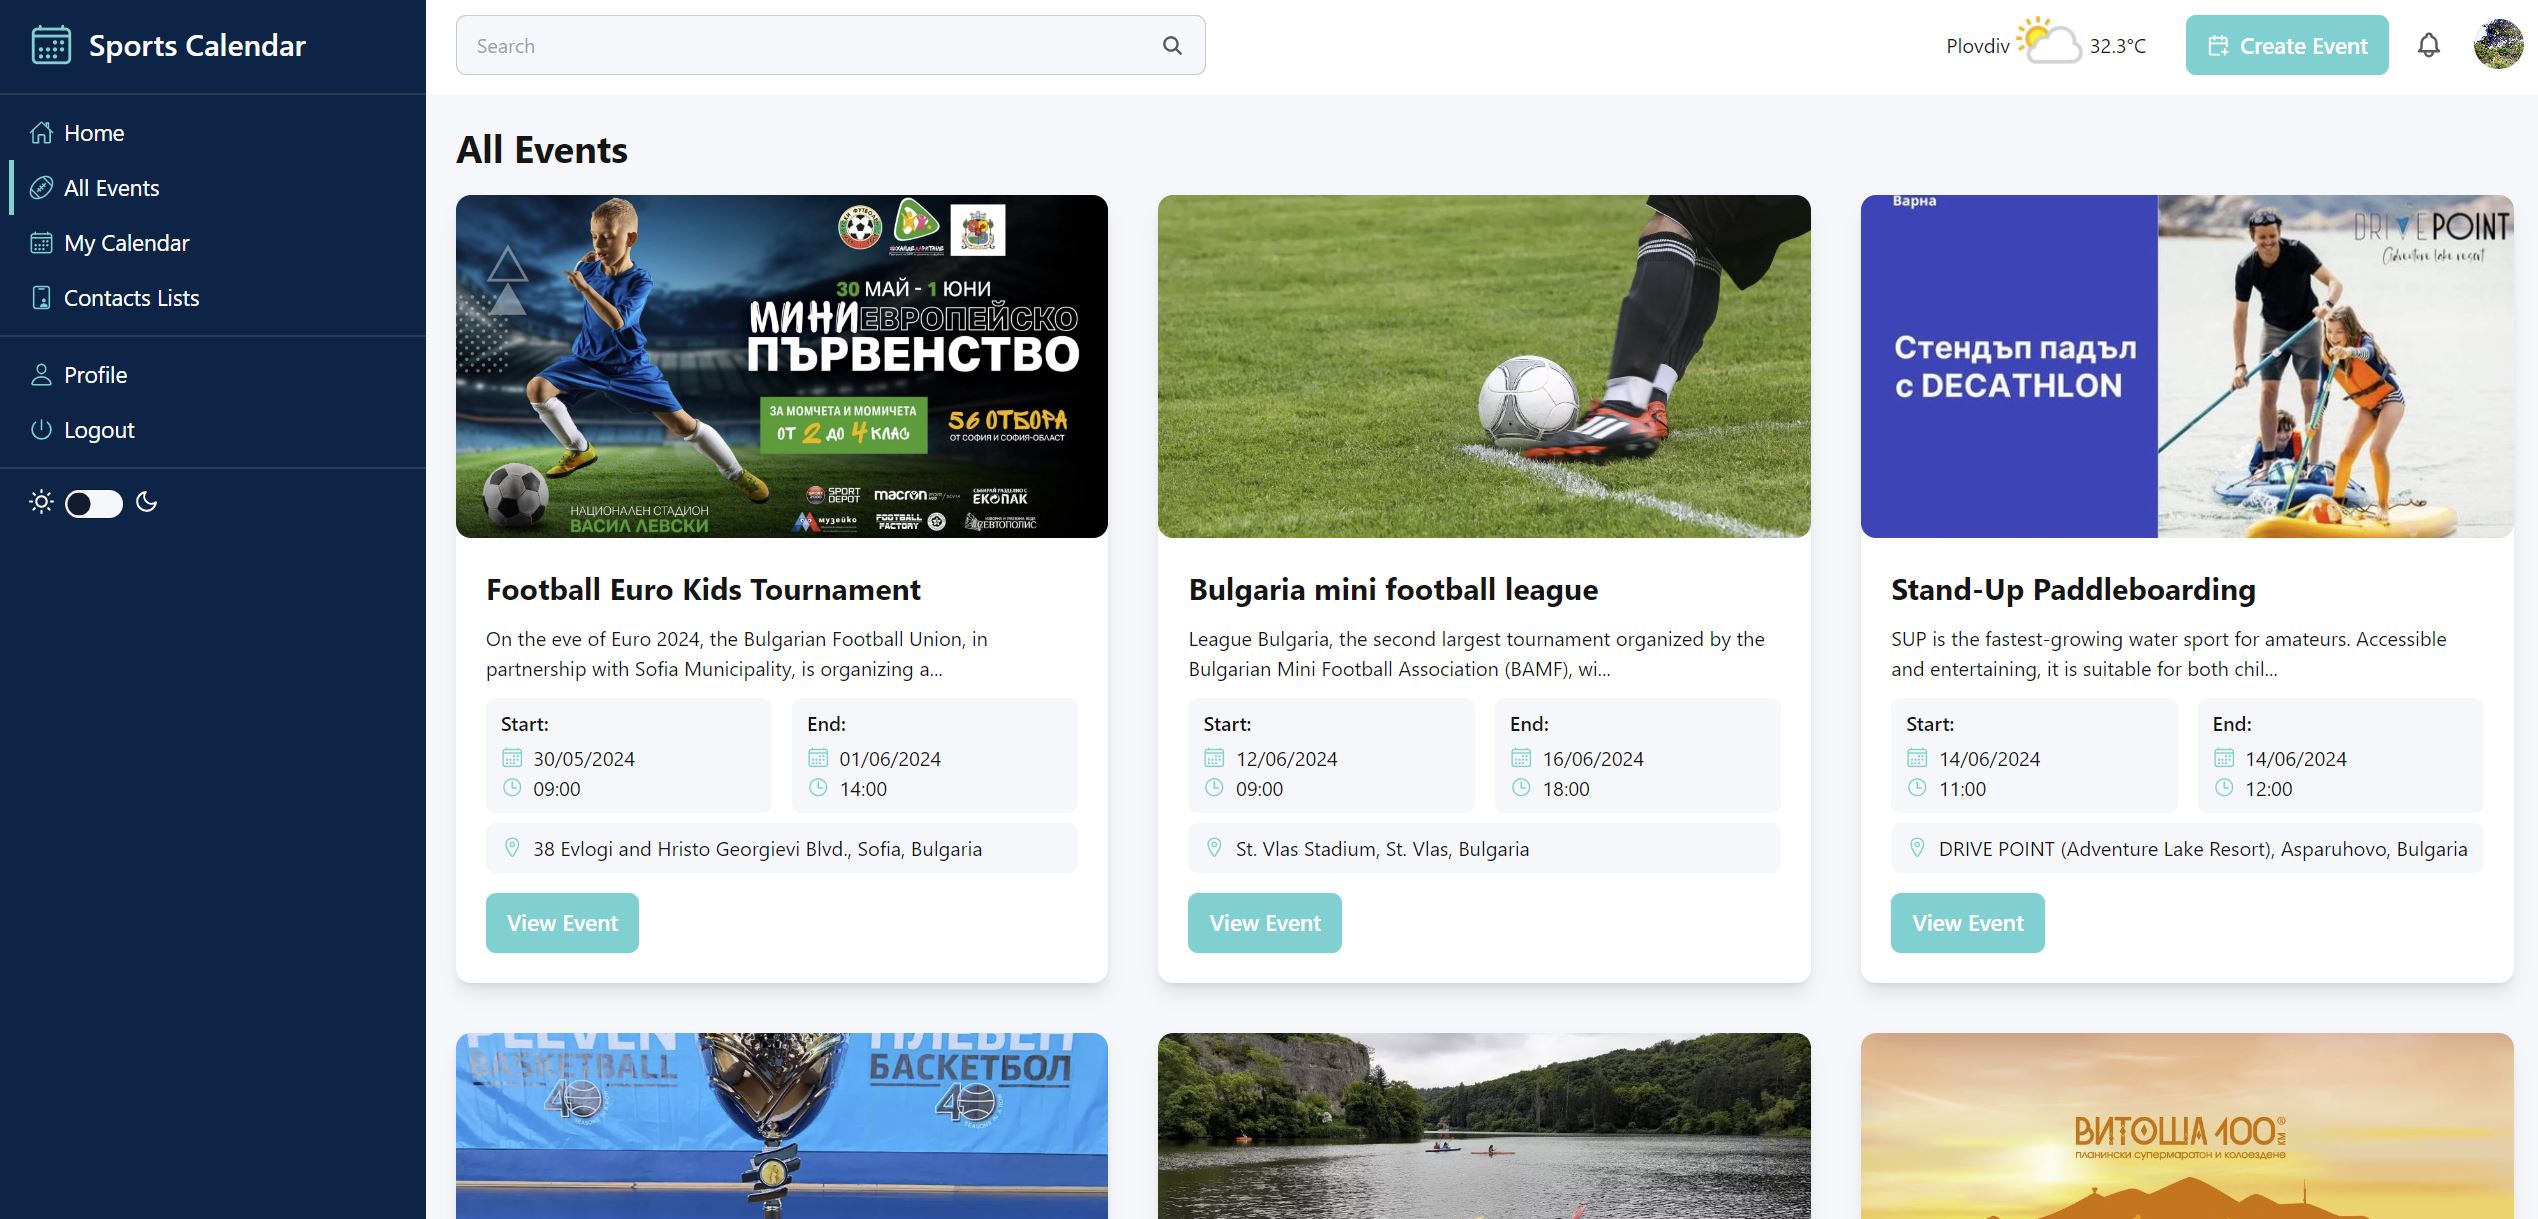 Sports Calendar
Search
Plovdiv 32.3°C
Create Event
Home
All Events
My Calendar
Contacts Lists
Profile
Logout
All Events
#ХАЙДЕДАРИТАНЕ
30 МАЙ - 1 ЮНИ
МИНИ ЕВРОПЕЙСКО
ПЪРВЕНСТВО
ЗА МОМЧЕТА И МОМИЧЕТА
ОТ 2 ДО 4 КЛАС
56 ОТБОРА
ОТ СОФИЯ И СОФИЯ-ОБЛАСТ
SPORT DEPOT
macron
СЪБИРАЙ РАЗДЕЛНО С
ЕКОПАК
музейко
FOOTBALL
FACTORY
НАЦИОНАЛЕН СТАДИОН
ВАСИЛ ЛЕВСКИ
Football Euro Kids Tournament
On the eve of Euro 2024, the Bulgarian Football Union, in
partnership with Sofia Municipality, is organizing a...
Start:
30/05/2024
09:00
End:
01/06/2024
14:00
38 Evlogi and Hristo Georgievi Blvd., Sofia, Bulgaria
View Event
Bulgaria mini football league
League Bulgaria, the second largest tournament organized by the
Bulgarian Mini Football Association (BAMF), wi...
Start:
12/06/2024
09:00
End:
16/06/2024
18:00
St. Vlas Stadium, St. Vlas, Bulgaria
View Event
Варна
Стендъп падъл
с DECATHLON
DRIVE POINT
Adventure lake resort
Stand-Up Paddleboarding
SUP is the fastest-growing water sport for amateurs. Accessible
and entertaining, it is suitable for both chil...
Start:
14/06/2024
11:00
End:
14/06/2024
12:00
DRIVE POINT (Adventure Lake Resort), Asparuhovo, Bulgaria
View Event
PLEVEN
BASKETBALL
40
ПЛЕВЕН
БАСКЕТБОЛ
40
ВИТОША 100 KM
планински супермаратон и колоездене